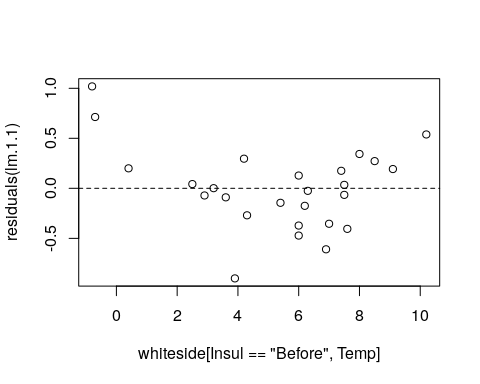 1.0
0.5
0.0
-0.5
residuals(lm.1.1)
0 2 4 6 8 10
whiteside[Insul == "Before", Temp]